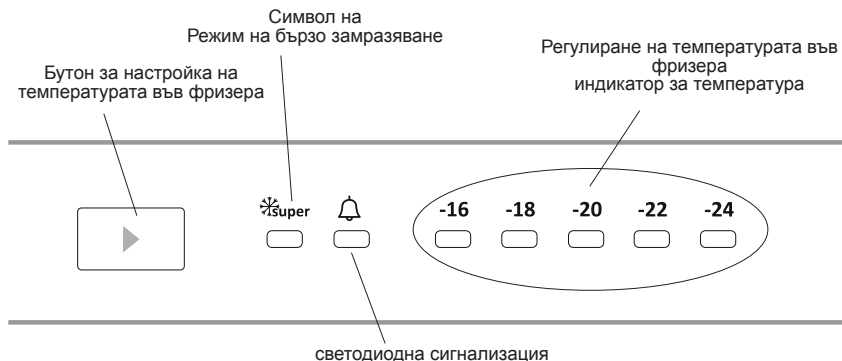 Символ на
Режим на бързо замразяване
Регулиране на температурата във
фризера
индикатор за температура
Бутон за настройка на
температурата във фризера
super
-16 -18 -20 -22 -24
светодиодна сигнализация